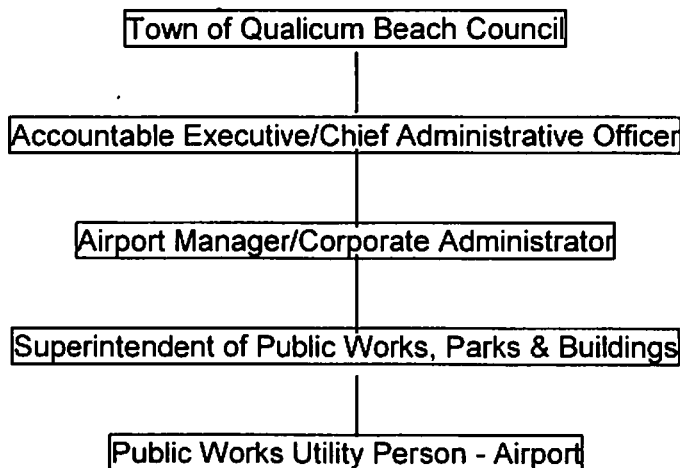 Town of Qualicum Beach Council
Accountable Executive/Chief Administrative Officer
Airport Manager/Corporate Administrator
Superintendent of Public Works, Parks & Buildings
Public Works Utility Person - Airport